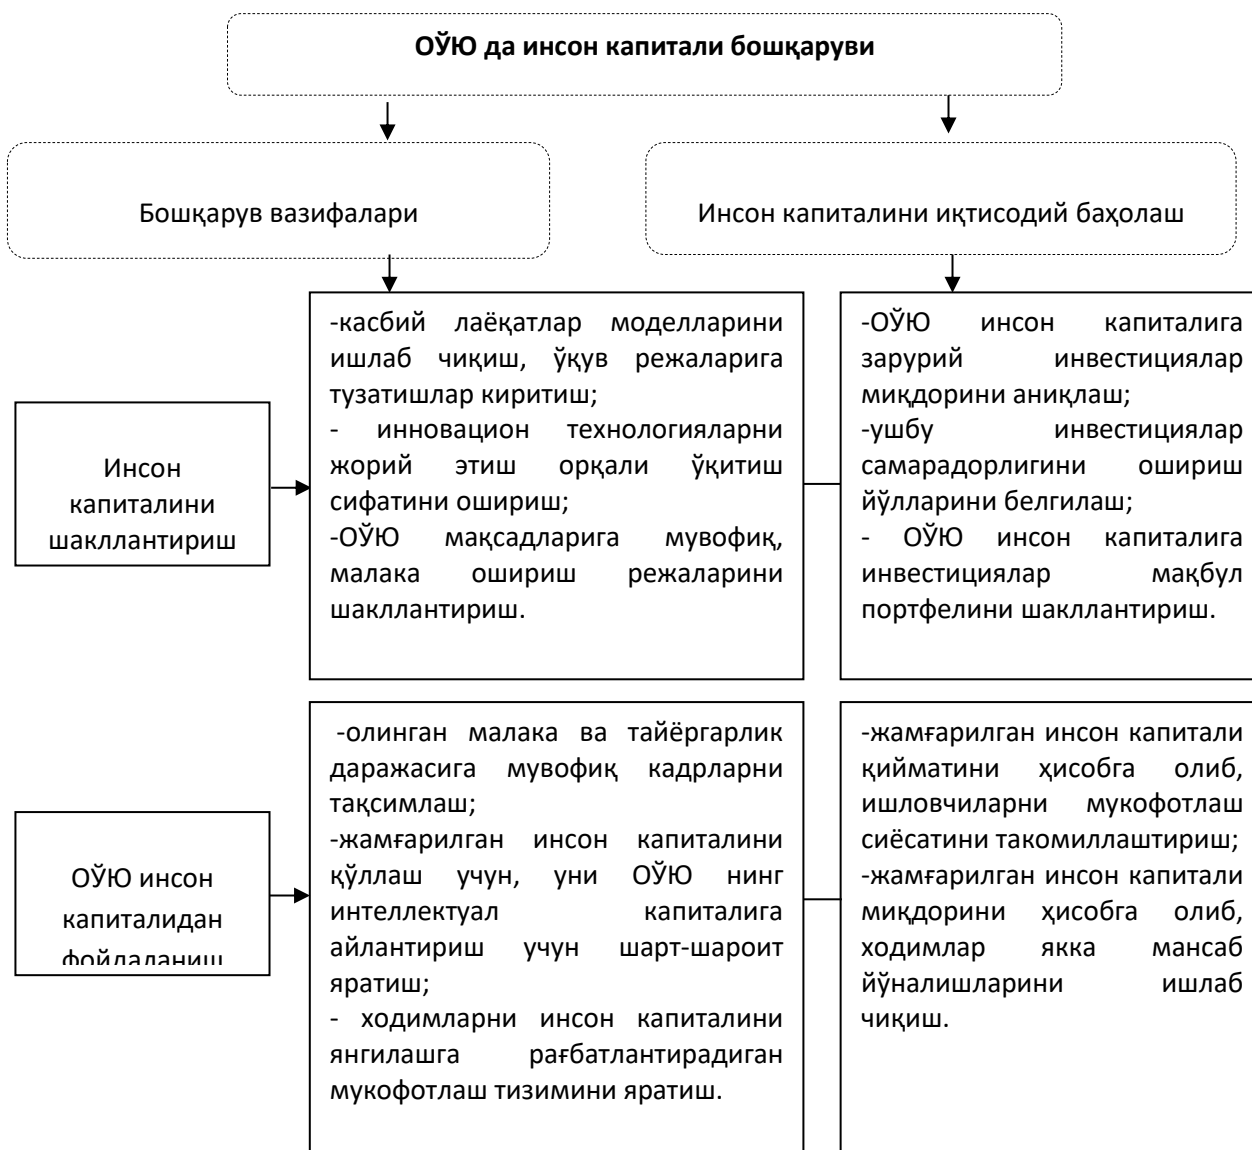 ОЎЮ да инсон капитали бошқаруви
Бошқарув вазифалари
Инсон капиталини иқтисодий баҳолаш
Инсон
капиталини
шакллантириш
-касбий лаёқатлар моделларини
ишлаб чиқиш, ўқув режаларига
тузатишлар киритиш;
- инновацион технологияларни
жорий этиш орқали ўқитиш
сифатини ошириш;
-ОЎЮ мақсадларига мувофиқ,
малака ошириш режаларини
шакллантириш.
-ОЎЮ инсон капиталига
зарурий инвестициялар
миқдорини аниқлаш;
-ушбу инвестициялар
самарадорлигини ошириш
йўлларини белгилаш;
- ОЎЮ инсон капиталига
инвестициялар мақбул
портфелини шакллантириш.
ОЎЮ инсон
капиталидан
фойдаланиш
-олинган малака ва тайёргарлик
даражасига мувофиқ кадрларни
тақсимлаш;
-жамғарилган инсон капиталини
қўллаш учун, уни ОЎЮ нинг
интеллектуал капиталига
айлантириш учун шарт-шароит
яратиш;
- ходимларни инсон капиталини
янгилашга рағбатлантирадиган
мукофотлаш тизимини яратиш.
-жамғарилган инсон капитали
қийматини ҳисобга олиб,
ишловчиларни мукофотлаш
сиёсатини такомиллаштириш;
-жамғарилган инсон капитали
миқдорини ҳисобга олиб,
ходимлар якка мансаб
йўналишларини ишлаб
чиқиш.